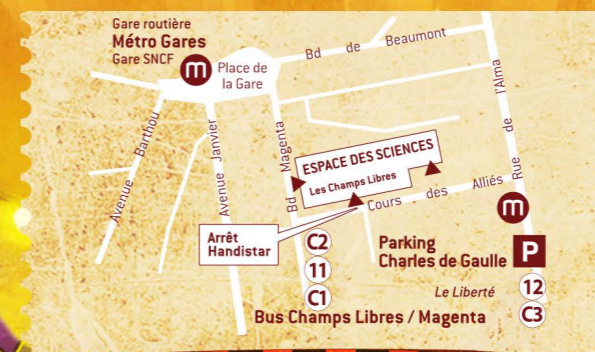 Gare routière
Métro Gares
Gare SNCF
m
Place de
la Gare
Bd de Beaumont
Rue de l'Alma
Avenue Barthou
Avenue Janvier
Bd Magenta
ESPACE DES SCIENCES
Les Champs Libres
Cours des Alliés
m
Arrêt
Handistar
C2
11
C1
Bus Champs Libres / Magenta
Parking
Charles de Gaulle
P
Le Liberté
12
C3